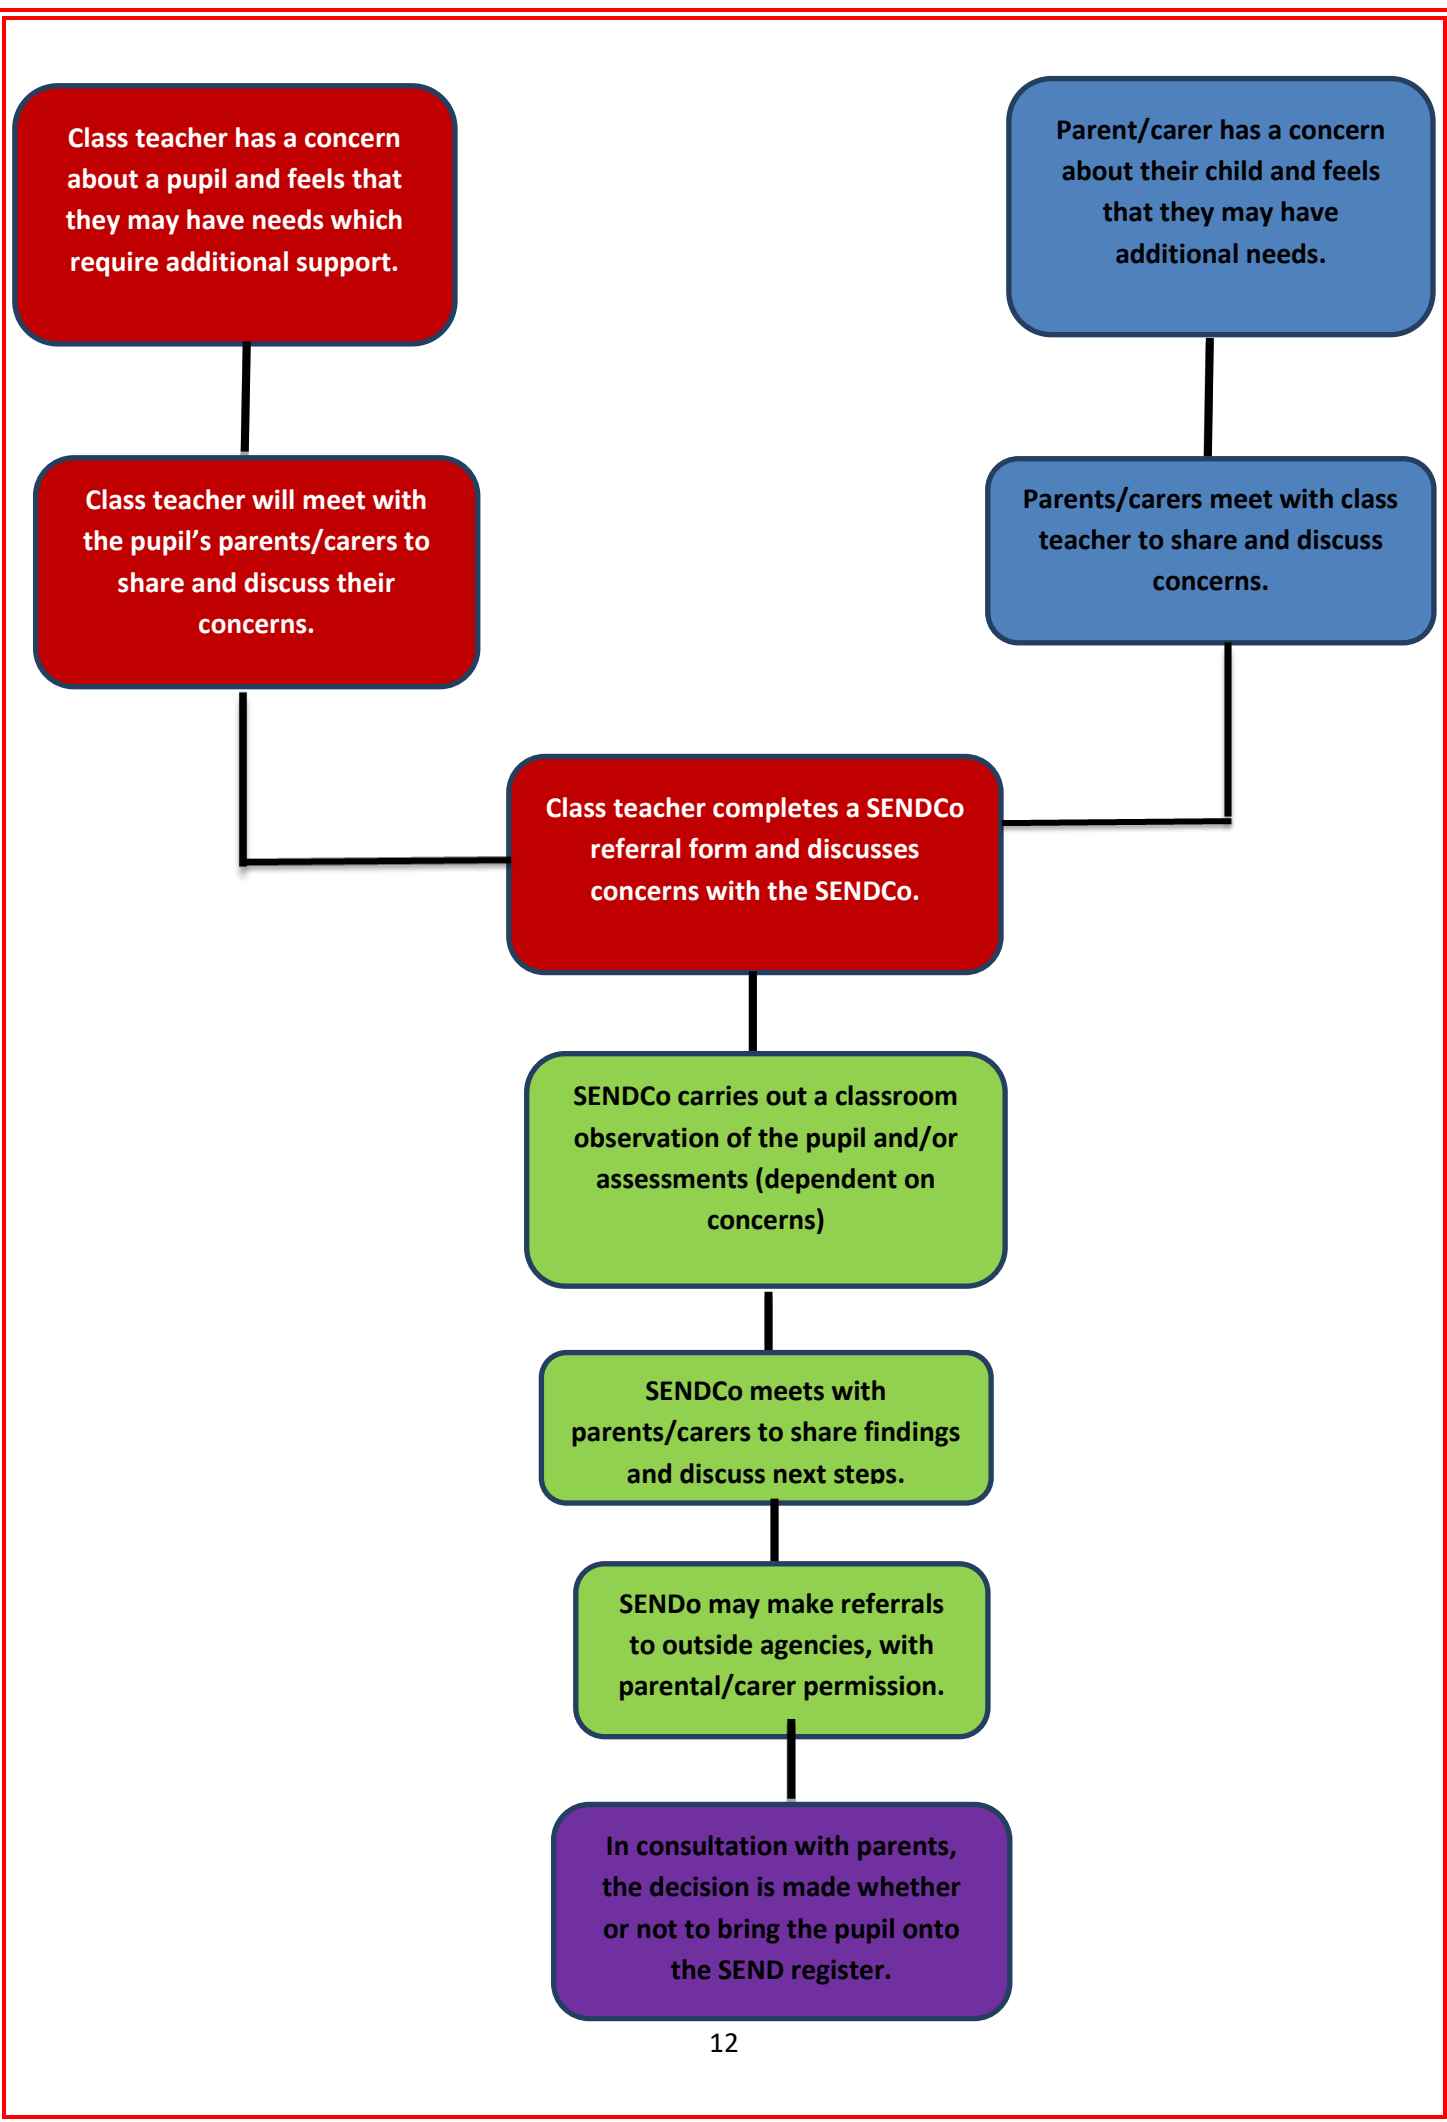 Class teacher has a concern
about a pupil and feels that
they may have needs which
require additional support.
Parent/carer has a concern
about their child and feels
that they may have
additional needs.
Class teacher will meet with
the pupil’s parents/carers to
share and discuss their
concerns.
Parents/carers meet with class
teacher to share and discuss
concerns.
Class teacher completes a SENDCo
referral form and discusses
concerns with the SENDCo.
SENDCo carries out a classroom
observation of the pupil and/or
assessments (dependent on
concerns)
SENDCo meets with
parents/carers to share findings
and discuss next steps.
SENDo may make referrals
to outside agencies, with
parental/carer permission.
In consultation with parents,
the decision is made whether
or not to bring the pupil onto
the SEND register.
12